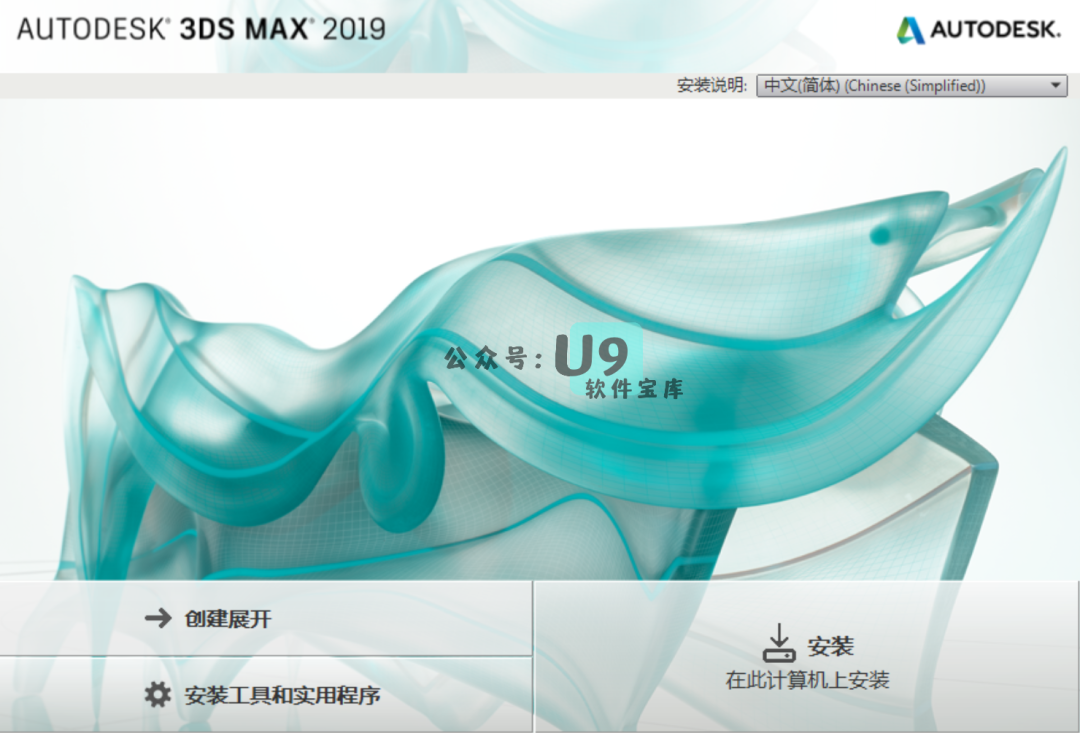 AUTODESK® 3DS MAX® 2019
AUTODESK.
安装说明: 中文(简体) (Chinese (Simplified))
公众号: U9
软件宝库
创建展开
安装
在此计算机上安装
安装工具和实用程序